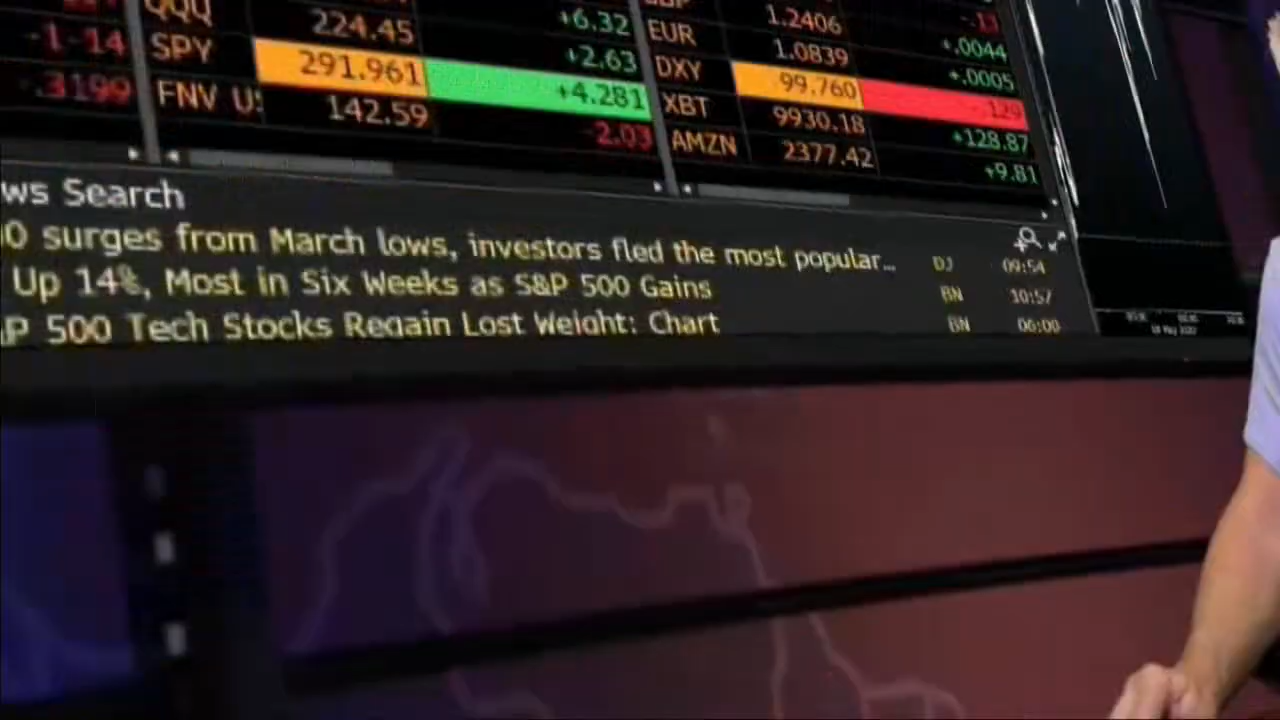 QQQ 224.45 +6.32
SPY 291.961 +2.63
FNV U 142.59 +4.281
-2.03
-1-14
-.3199
EUR 1.2406 -.13
DXY 1.0839 +.0044
XBT 99.760 +.0005
AMZN 9930.18 -.129
2377.42 +128.87
+9.81
ws Search
0 surges from March lows, investors fled the most popular... DJ 09:54
Up 14%, Most in Six Weeks as S&P 500 Gains BN 10:57
P 500 Tech Stocks Regain Lost Weight: Chart BN 06:00